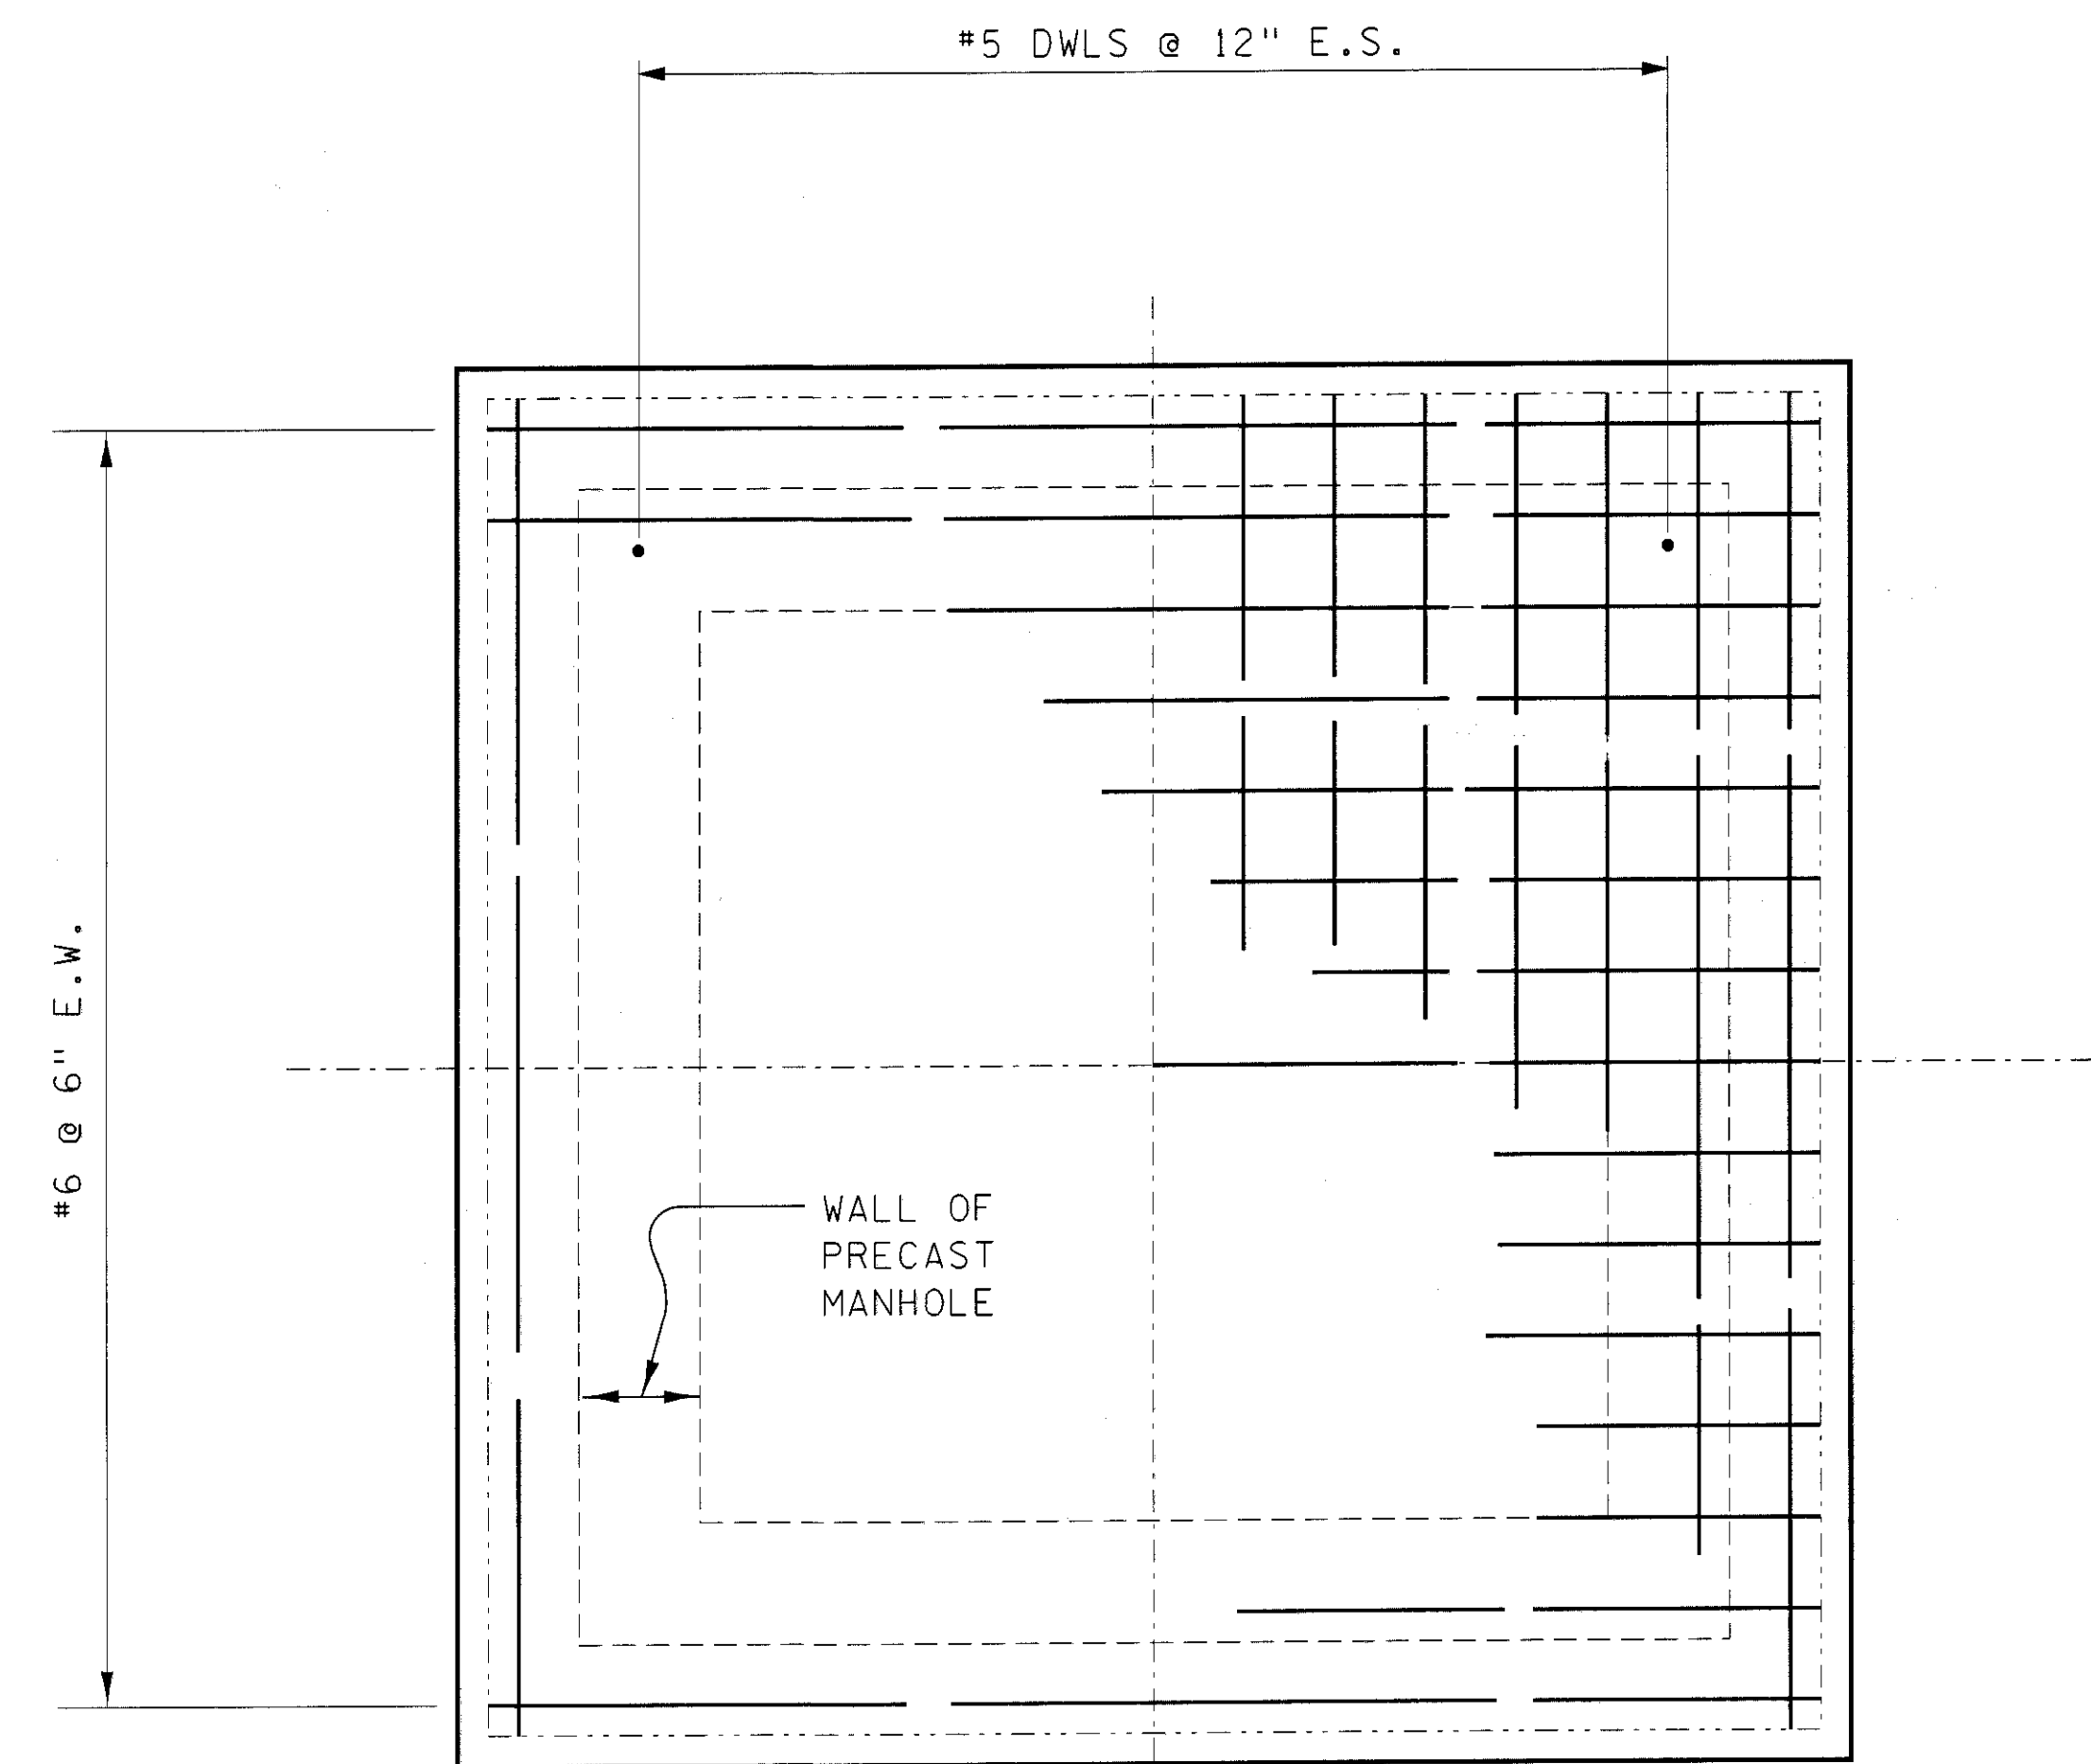 #5 DWLS @ 12" E.S.
#6 @ 6" E.W.
WALL OF
PRECAST
MANHOLE